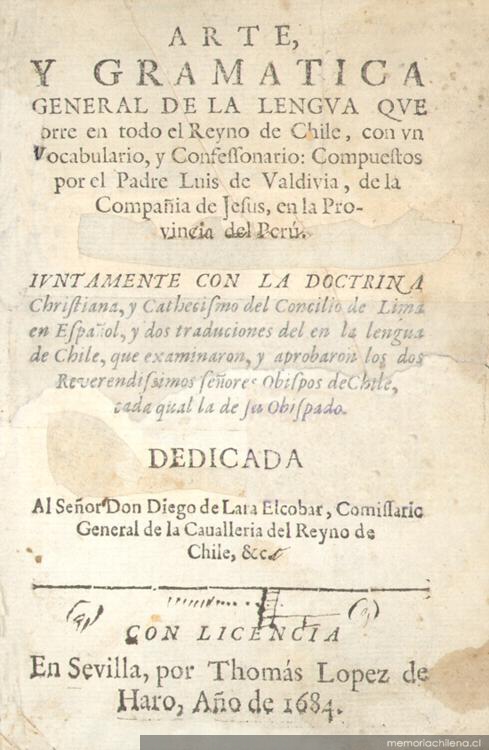 ARTE,
Y GRAMATICA
GENERAL DE LA LENGVA QVE
orre en todo el Reyno de Chile, con vn
Vocabulario, y Confeſſonario: Compueſtos
por el Padre Luis de Valdivia, de la
Compañia de Jeſus, en la Pro-
vincia del Perú.
IVNTAMENTE CON LA DOCTRINA
Chriſtiana, y Catheciſmo del Concilio de Lima
en Eſpañol, y dos traduciones del en la lengua
de Chile, que examinaron, y aprobaron los dos
Reverendiſsimos ſeñores Obiſpos de Chile,
cada qual la de ſu Obiſpado.
DEDICADA
Al Señor Don Diego de Lara Eſcobar, Comiſſario
General de la Cavalleria del Reyno de
Chile, &c.
CON LICENCIA
En Sevilla, por Thomás Lopez de
Haro, Año de 1684.
memoriachilena.cl